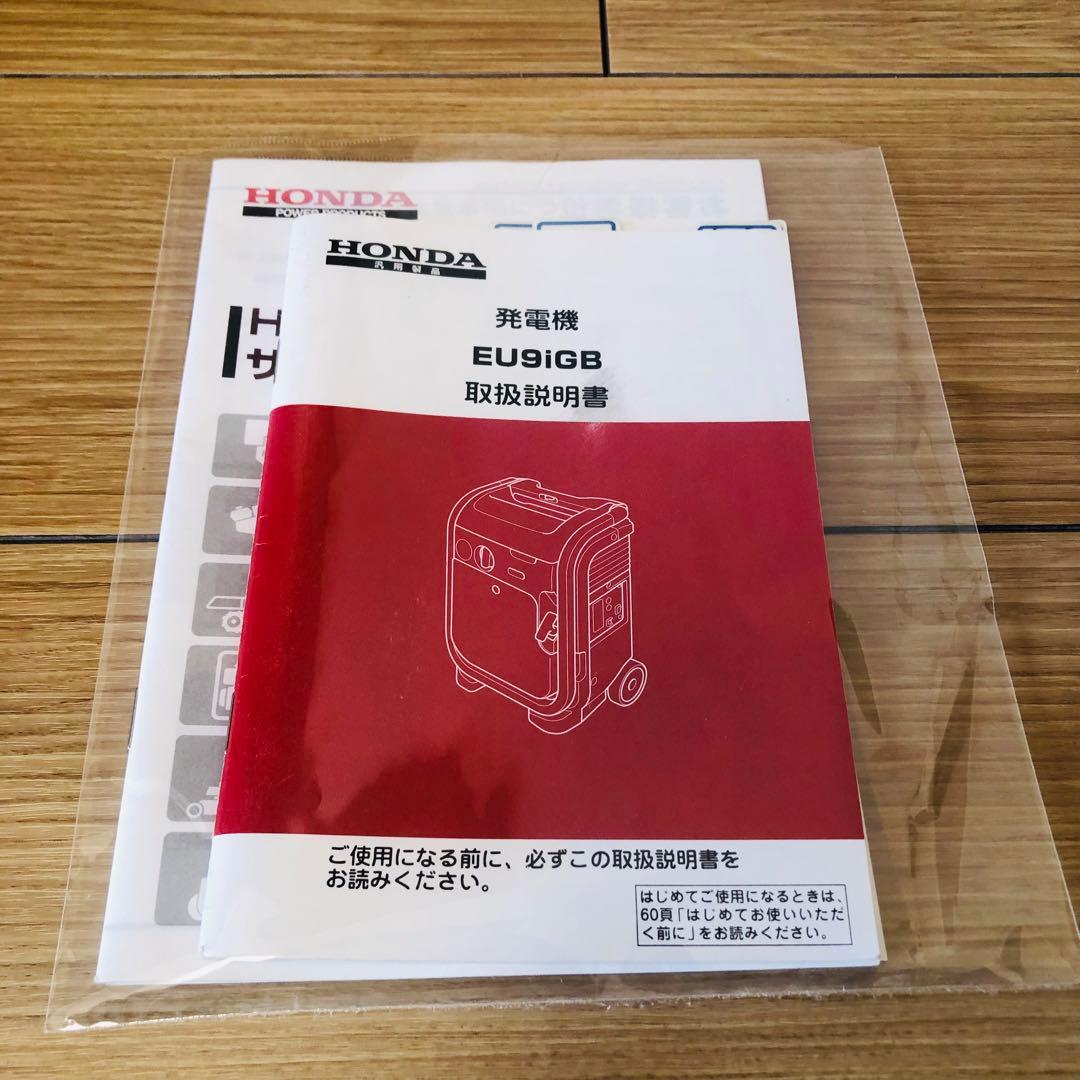 HONDA
POWER PRODUCTS
HONDA
汎用製品
発電機
EU9iGB
取扱説明書
ご使用になる前に、必ずこの取扱説明書を
お読みください。
はじめてご使用になるときは、
60頁「はじめてお使いいただ
く前に」をお読みください。